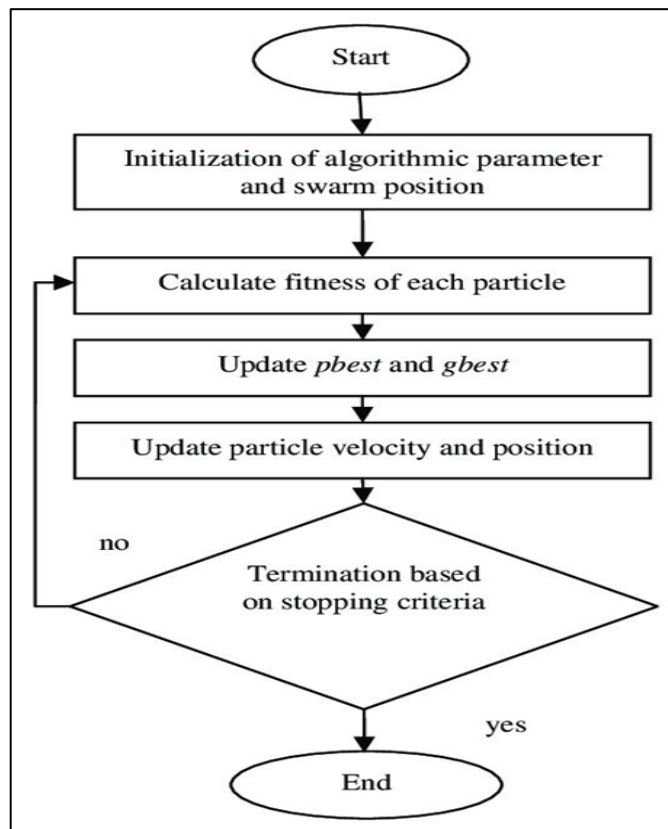 Start
Initialization of algorithmic parameter
and swarm position
Calculate fitness of each particle
Update pbest and gbest
Update particle velocity and position
no
Termination based
on stopping criteria
yes
End